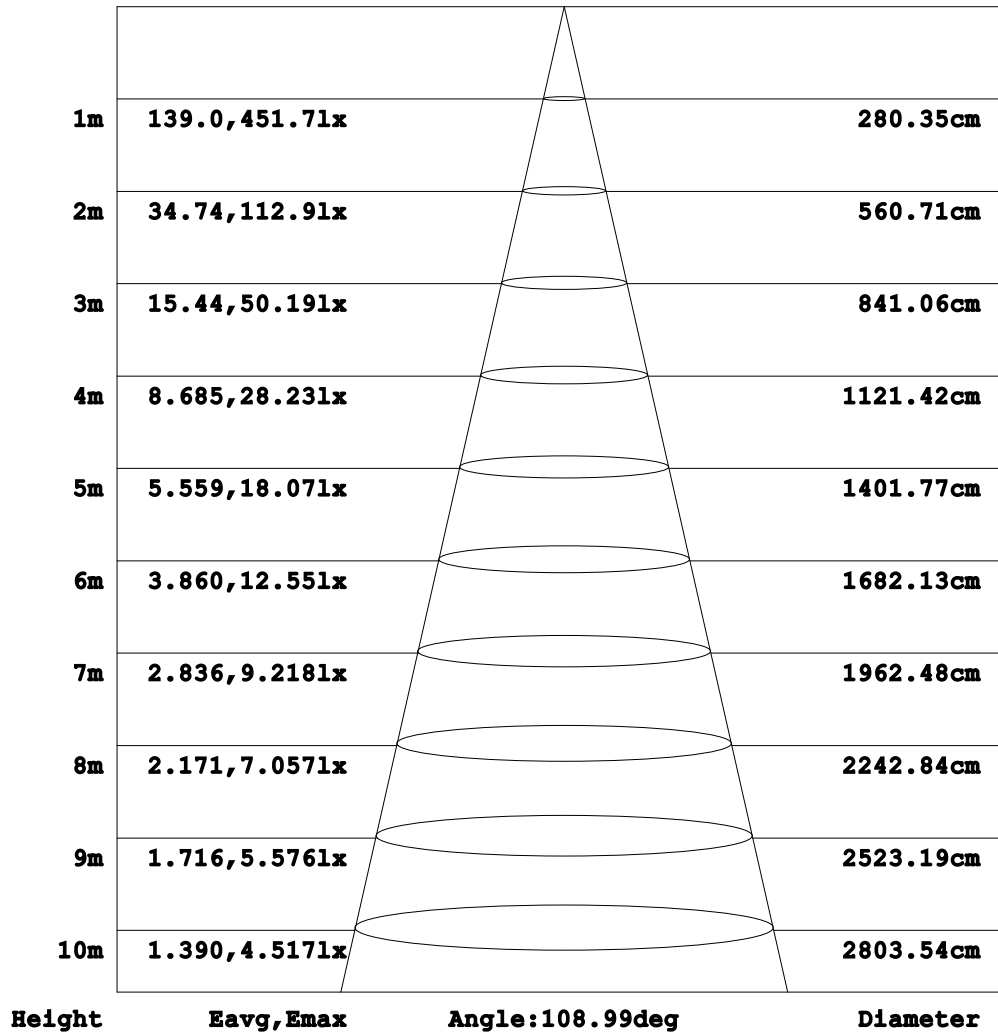 1m 139.0,451.7lx 280.35cm
2m 34.74,112.9lx 560.71cm
3m 15.44,50.19lx 841.06cm
4m 8.685,28.23lx 1121.42cm
5m 5.559,18.07lx 1401.77cm
6m 3.860,12.55lx 1682.13cm
7m 2.836,9.218lx 1962.48cm
8m 2.171,7.057lx 2242.84cm
9m 1.716,5.576lx 2523.19cm
10m 1.390,4.517lx 2803.54cm
Height Eavg,Emax Angle:108.99deg Diameter